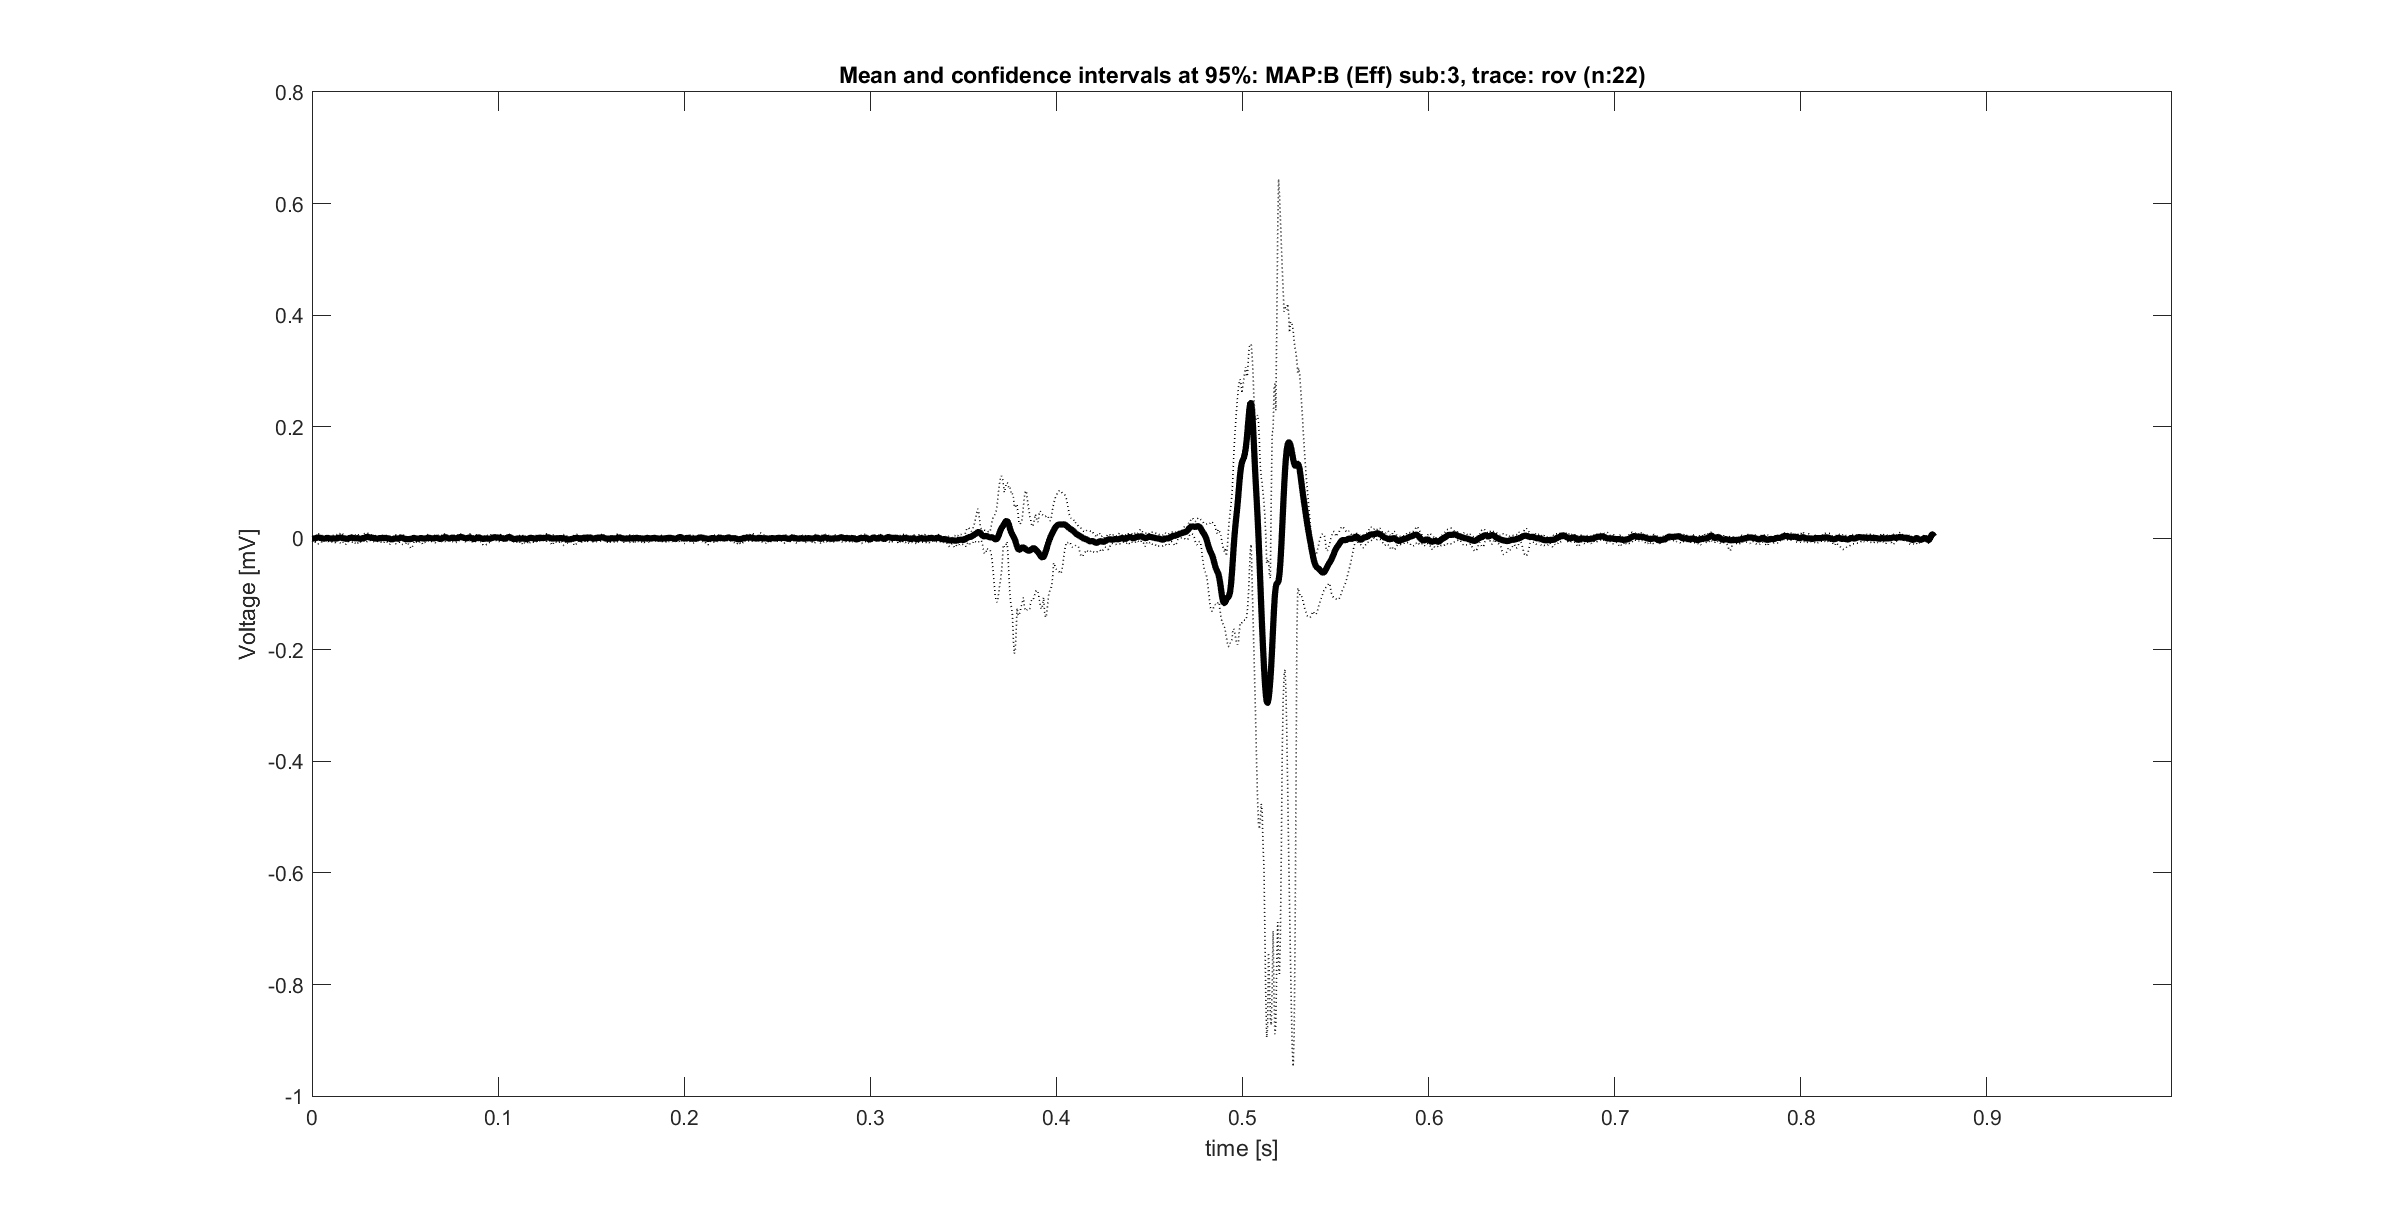 Mean and confidence intervals at 95%: MAP:B (Eff) sub:3, trace: rov (n:22)
0.8
0.6
0.4
0.2
0
-0.2
-0.4
-0.6
-0.8
-1
Voltage [mV]
0 0.1 0.2 0.3 0.4 0.5 0.6 0.7 0.8 0.9
time [s]